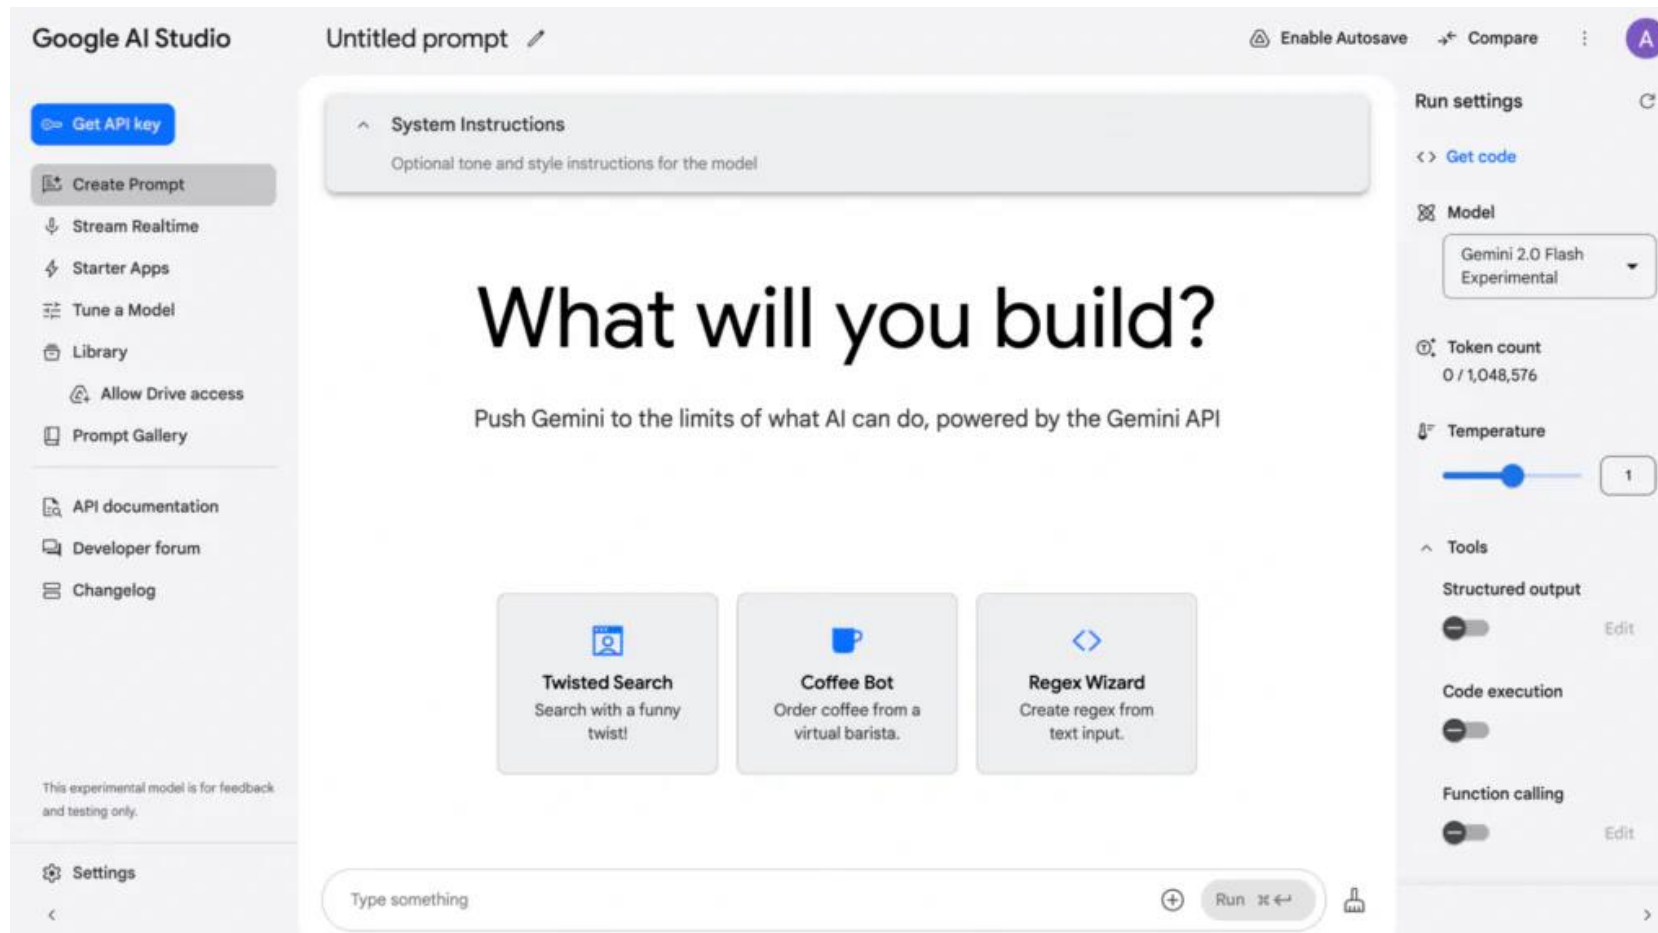 Google AI Studio
Untitled prompt
Enable Autosave
Compare
A
Get API key
Create Prompt
Stream Realtime
Starter Apps
Tune a Model
Library
Allow Drive access
Prompt Gallery
API documentation
Developer forum
Changelog
This experimental model is for feedback
and testing only.
Settings
System Instructions
Optional tone and style instructions for the model
What will you build?
Push Gemini to the limits of what AI can do, powered by the Gemini API
Twisted Search
Search with a funny
twist!
Coffee Bot
Order coffee from a
virtual barista.
Regex Wizard
Create regex from
text input.
Type something
Run ⌘↵
Run settings
Get code
Model
Gemini 2.0 Flash
Experimental
Token count
0 / 1,048,576
Temperature
1
Tools
Structured output
Edit
Code execution
Function calling
Edit